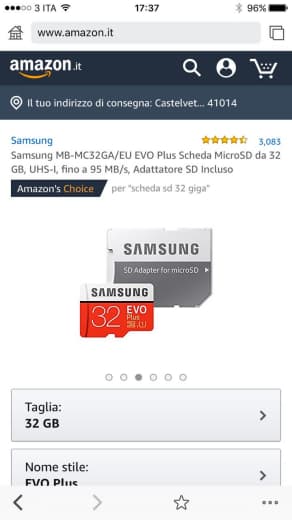 3 ITA 17:37 96%
www.amazon.it
amazon.it
Il tuo indirizzo di consegna: Castelvet... 41014
Samsung 3,083
Samsung MB-MC32GA/EU EVO Plus Scheda MicroSD da 32
GB, UHS-I, fino a 95 MB/s, Adattatore SD Incluso
Amazon's Choice per "scheda sd 32 giga"
SAMSUNG
SD Adapter for microSD
SAMSUNG
32 EVO
Plus
Taglia:
32 GB
Nome stile:
EVO Plus